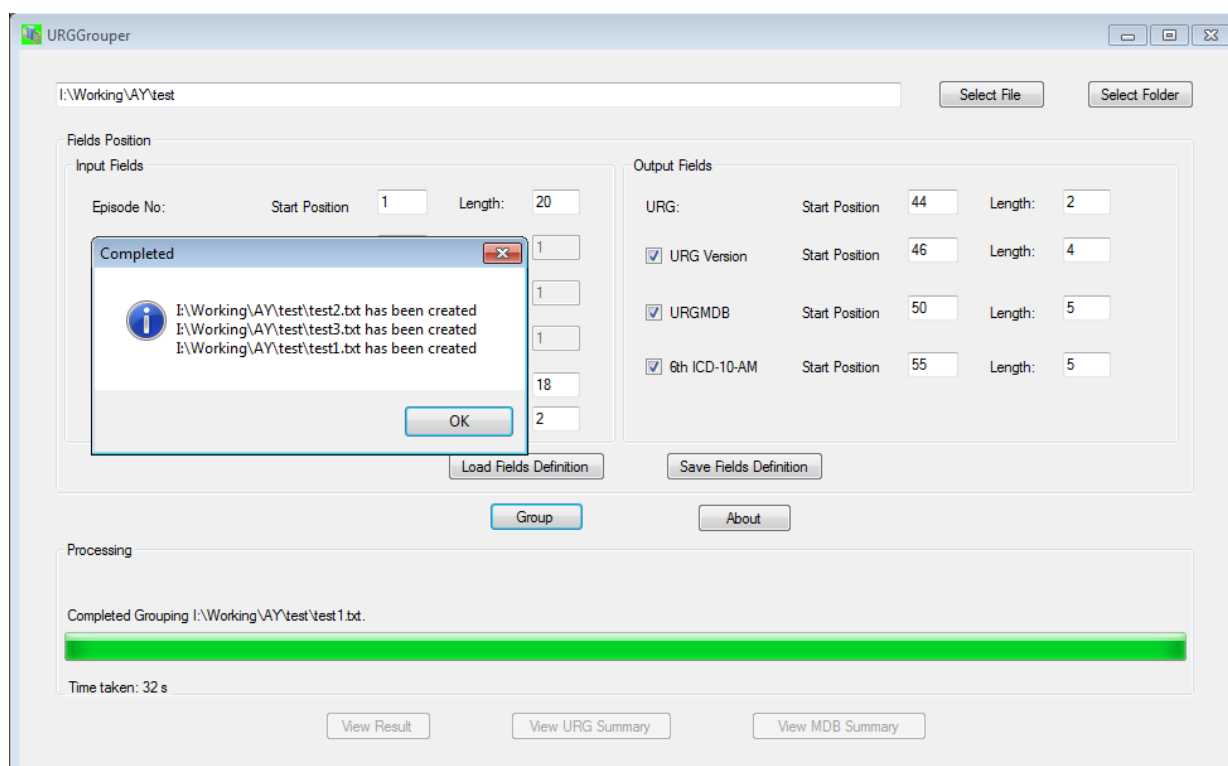 URGGrouper
I:\Working\AY\test
Select File
Select Folder
Fields Position
Input Fields
Output Fields
Episode No:
Start Position
1
Length:
20
URG:
Start Position
44
Length:
2
Completed
1
URG Version
Start Position
46
Length:
4
I:\Working\AY\test\test2.txt has been created
I:\Working\AY\test\test3.txt has been created
I:\Working\AY\test\test1.txt has been created
1
URGMDB
Start Position
50
Length:
5
1
6th ICD-10-AM
Start Position
55
Length:
5
18
OK
2
Load Fields Definition
Save Fields Definition
Group
About
Processing
Completed Grouping I:\Working\AY\test\test1.txt.
Time taken: 32 s
View Result
View URG Summary
View MDB Summary